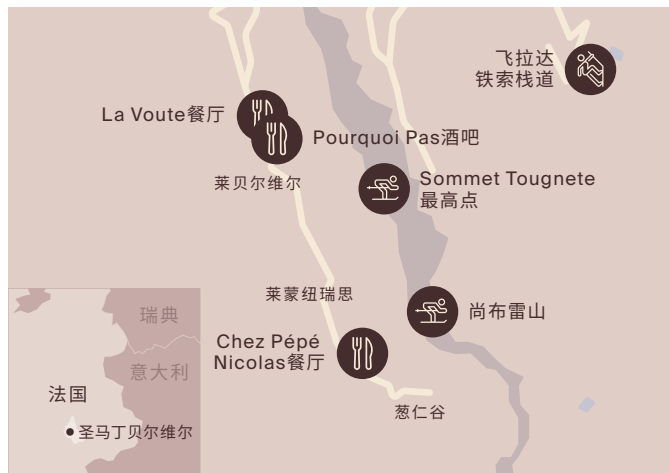 飞拉达
铁索栈道
La Voute餐厅
Pourquoi Pas酒吧
莱贝尔维尔
Sommet Tougnete
最高点
莱蒙纽瑞思
尚布雷山
Chez Pépé
Nicolas餐厅
葱仁谷
瑞典
意大利
法国
圣马丁贝尔维尔